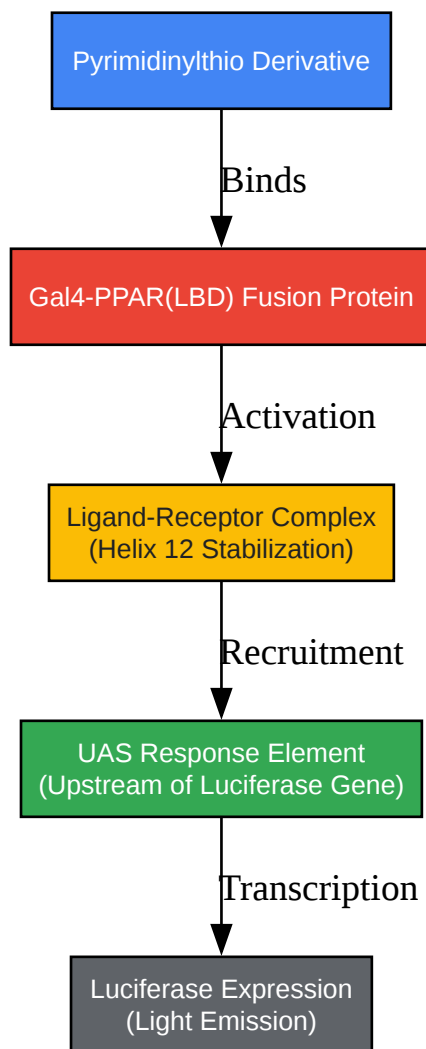 Pyrimidinylthio Derivative
Binds
Gal4-PPAR(LBD) Fusion Protein
Activation
Ligand-Receptor Complex
(Helix 12 Stabilization)
Recruitment
UAS Response Element
(Upstream of Luciferase Gene)
Transcription
Luciferase Expression
(Light Emission)